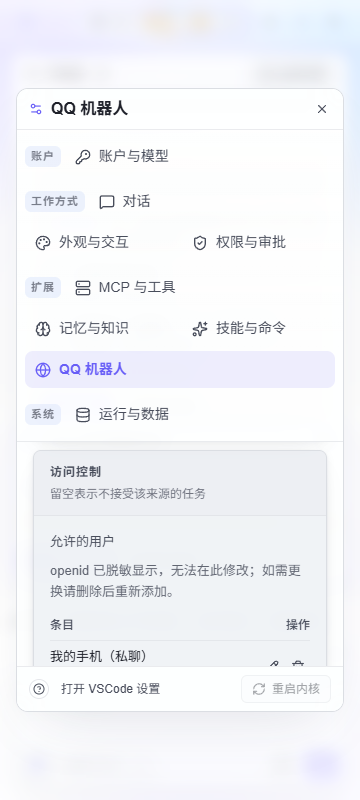 QQ 机器人
账户
账户与模型
工作方式
对话
外观与交互
权限与审批
扩展
MCP 与工具
记忆与知识
技能与命令
QQ 机器人
系统
运行与数据
访问控制
留空表示不接受该来源的任务
允许的用户
openid 已脱敏显示，无法在此修改；如需更
换请删除后重新添加。
条目
操作
我的手机（私聊）
打开 VSCode 设置
重启内核